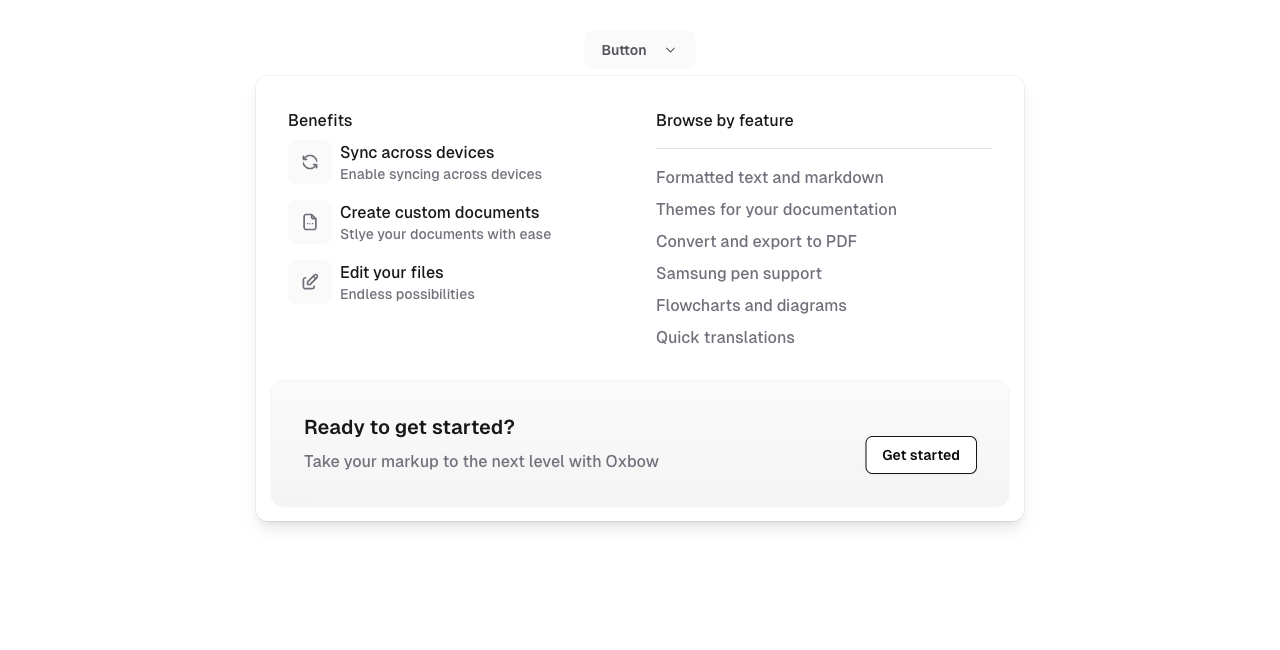 Button
Benefits
Sync across devices
Enable syncing across devices
Create custom documents
Stlye your documents with ease
Edit your files
Endless possibilities
Browse by feature
Formatted text and markdown
Themes for your documentation
Convert and export to PDF
Samsung pen support
Flowcharts and diagrams
Quick translations
Ready to get started?
Take your markup to the next level with Oxbow
Get started